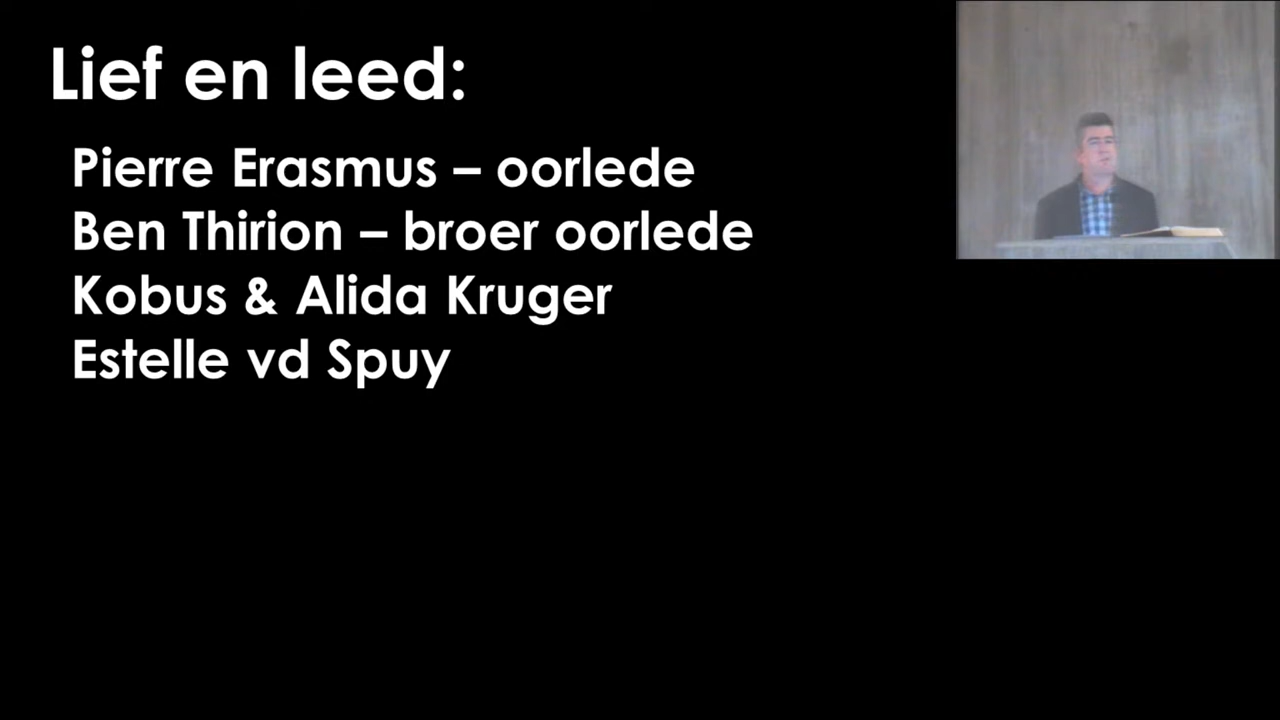 Lief en leed:
Pierre Erasmus – oorlede
Ben Thirion – broer oorlede
Kobus & Alida Kruger
Estelle vd Spuy